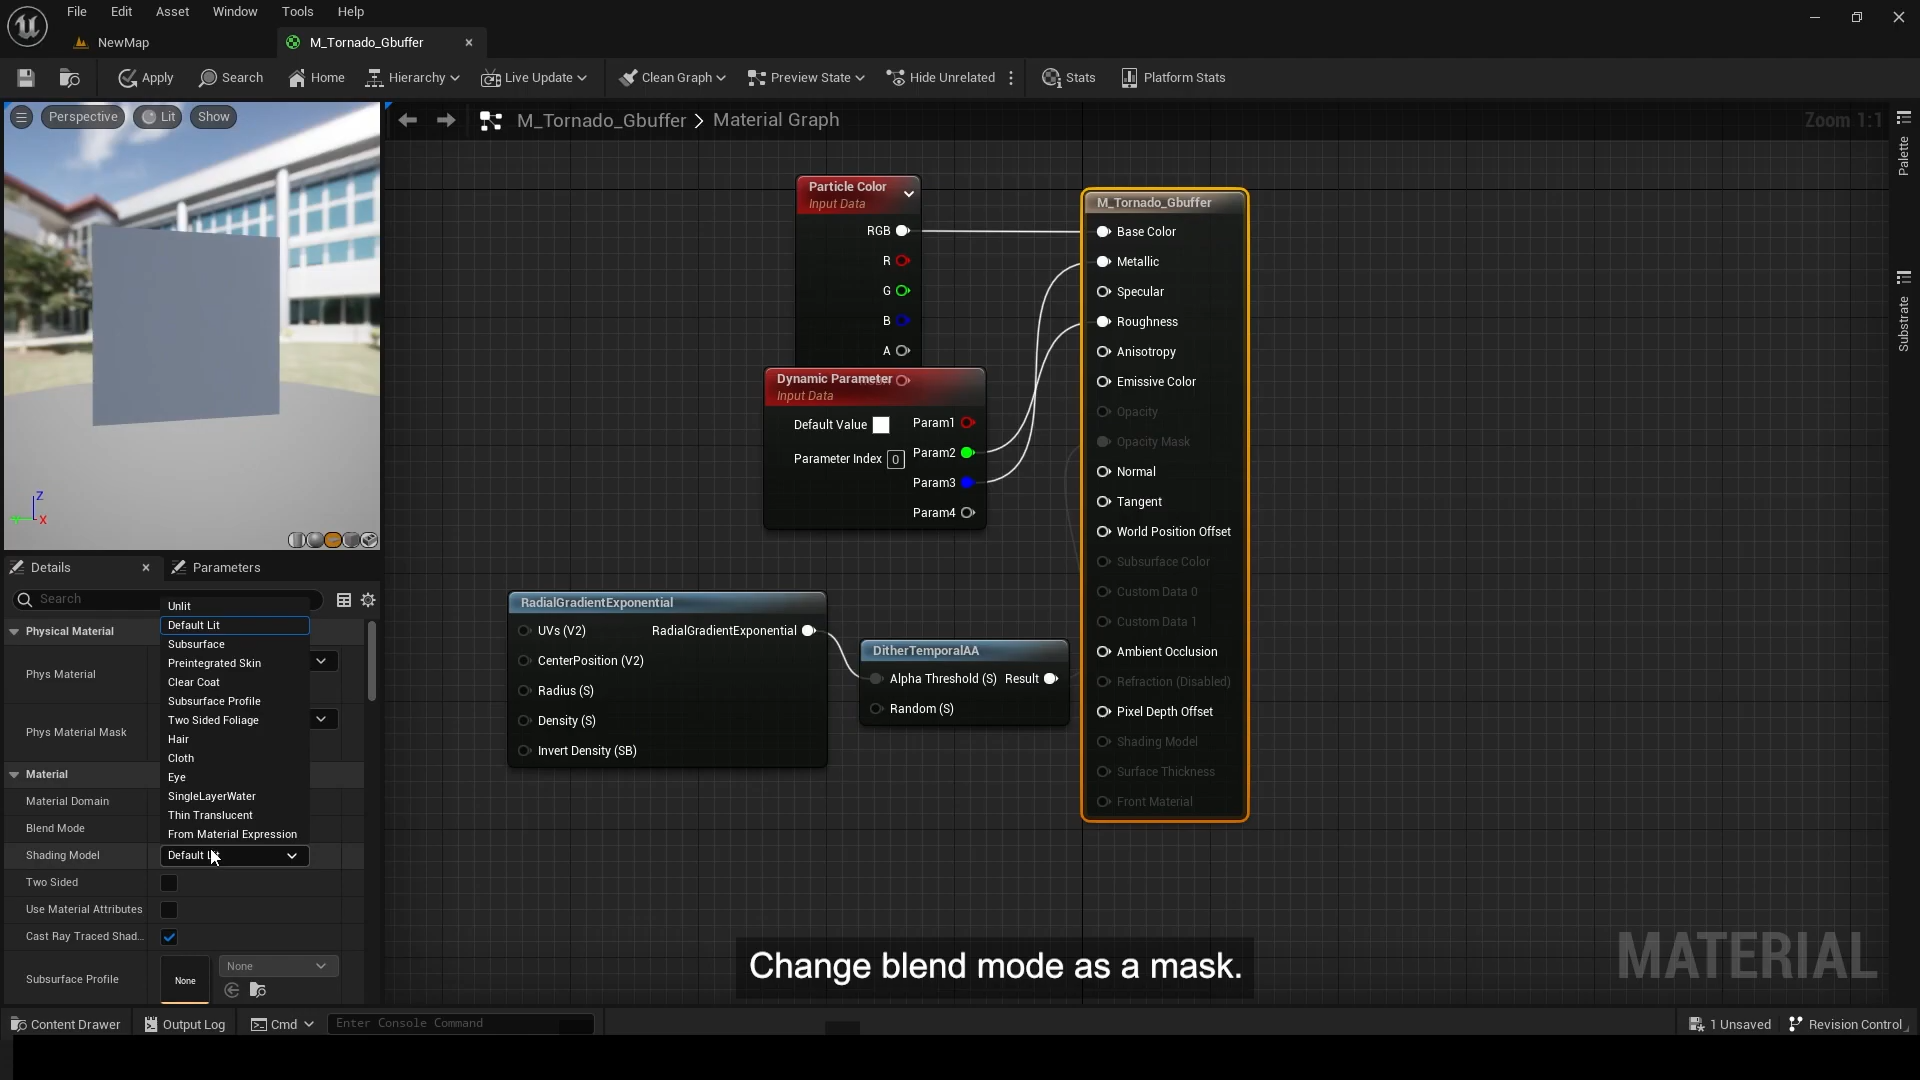 File Edit Asset Window Tools Help
NewMap
M_Tornado_Gbuffer
Apply Search Home Hierarchy Live Update Clean Graph Preview State Hide Unrelated Stats Platform Stats
Perspective Lit Show
M_Tornado_Gbuffer > Material Graph
Zoom 1:1
Palette
Substrate
Z
X
Particle Color
Input Data
RGB
R
G
B
A
Dynamic Parameter
Input Data
Default Value
Parameter Index 0
Param1
Param2
Param3
Param4
M_Tornado_Gbuffer
Base Color
Metallic
Specular
Roughness
Anisotropy
Emissive Color
Opacity
Opacity Mask
Normal
Tangent
World Position Offset
Subsurface Color
Custom Data 0
Custom Data 1
Ambient Occlusion
Refraction (Disabled)
Pixel Depth Offset
Shading Model
Surface Thickness
Front Material
RadialGradientExponential
UVs (V2) RadialGradientExponential
CenterPosition (V2)
Radius (S)
Density (S)
Invert Density (SB)
DitherTemporalAA
Alpha Threshold (S) Result
Random (S)
Details Parameters
Search
Physical Material
Phys Material
Phys Material Mask
Material
Material Domain
Blend Mode
Shading Model Default
Two Sided
Use Material Attributes
Cast Ray Traced Shad...
Subsurface Profile None None
Unlit
Default Lit
Subsurface
Preintegrated Skin
Clear Coat
Subsurface Profile
Two Sided Foliage
Hair
Cloth
Eye
SingleLayerWater
Thin Translucent
From Material Expression
Change blend mode as a mask.
MATERIAL
Content Drawer Output Log Cmd Enter Console Command 1 Unsaved Revision Control